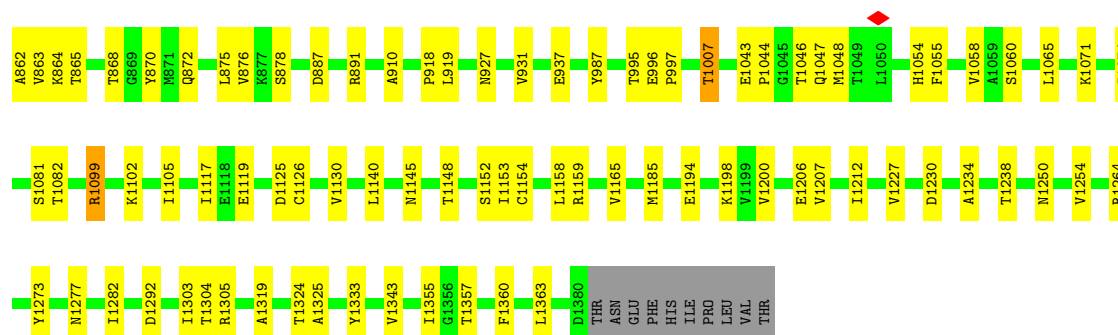 A862 V863 K864 T865 T868 G869 Y870 M871 Q872 L875 V876 K877 S878 D887 R891 A910 P918 L919 N927 V931 E937 Y987 T995 E996 P997 T1007 E1043 P1044 G1045 T1046 Q1047 M1048 T1049 L1050 H1054 F1055 V1058 A1059 S1060 L1065 K1071
S1081 T1082 R1099 K1102 I1105 I1117 E1118 E1119 D1125 C1126 V1130 L1140 N1145 T1148 S1152 I1153 C1154 L1158 R1159 V1165 M1185 E1194 K1198 V1199 V1200 E1206 V1207 I1212 V1227 D1230 A1234 T1238 N1250 V1254
Y1273 N1277 I1282 D1292 I1303 T1304 R1305 A1319 T1324 A1325 Y1333 V1343 I1355 G1356 T1357 F1360 L1363 D1380 THR ASN GLU PHE HIS ILE PRO LEU VAL THR